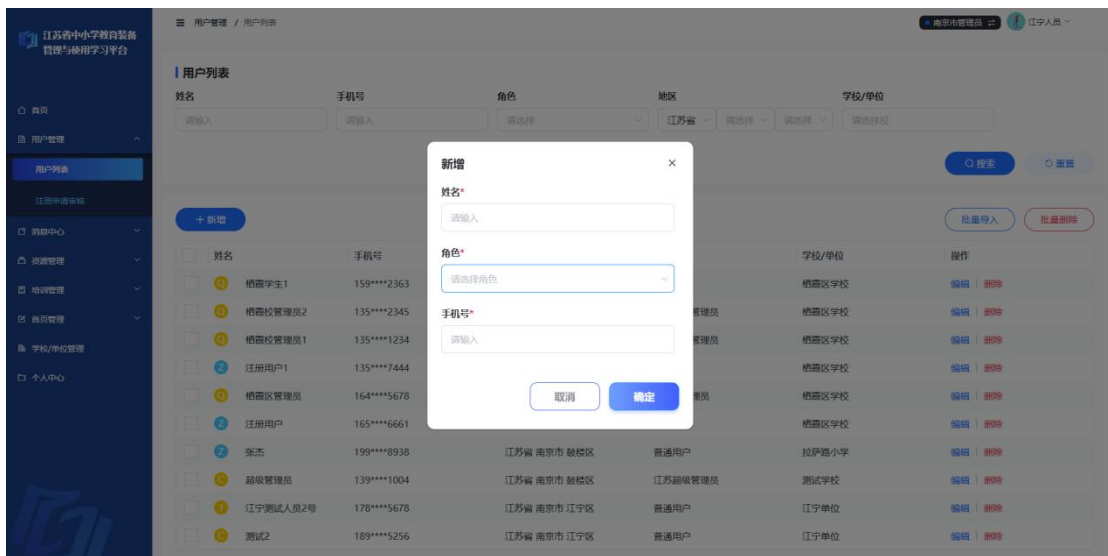 江苏省中小学教育装备
管理与使用学习平台
用户管理 / 用户列表
南京市管理员
江宁人员
首页
用户管理
用户列表
注册申请审核
消息中心
资源管理
培训管理
首页管理
学校/单位管理
个人中心
用户列表
姓名 手机号 角色 地区 学校/单位
请输入 请输入 请选择 江苏省 请选择 请选择 请选择校
搜索 重置
+ 新增 批量导入 批量删除
新增
姓名*
请输入
角色*
请选择角色
手机号*
请输入
取消 确定
姓名 手机号 学校/单位 操作
Q 栖霞学生1 159****2363 栖霞区学校 编辑 删除
Q 栖霞校管理员2 135****2345 管理员 栖霞区学校 编辑 删除
Q 栖霞校管理员1 135****1234 管理员 栖霞区学校 编辑 删除
Z 注册用户1 135****7444 栖霞区学校 编辑 删除
Q 栖霞区管理员 164****5678 理员 栖霞区学校 编辑 删除
Z 注册用户 165****6661 栖霞区学校 编辑 删除
Z 张杰 199****8938 江苏省 南京市 鼓楼区 普通用户 拉萨路小学 编辑 删除
C 超级管理员 139****1004 江苏省 南京市 鼓楼区 江苏超级管理员 测试学校 编辑 删除
J 江宁测试人员2号 178****5678 江苏省 南京市 江宁区 普通用户 江宁单位 编辑 删除
C 测试2 189****5256 江苏省 南京市 江宁区 普通用户 江宁单位 编辑 删除